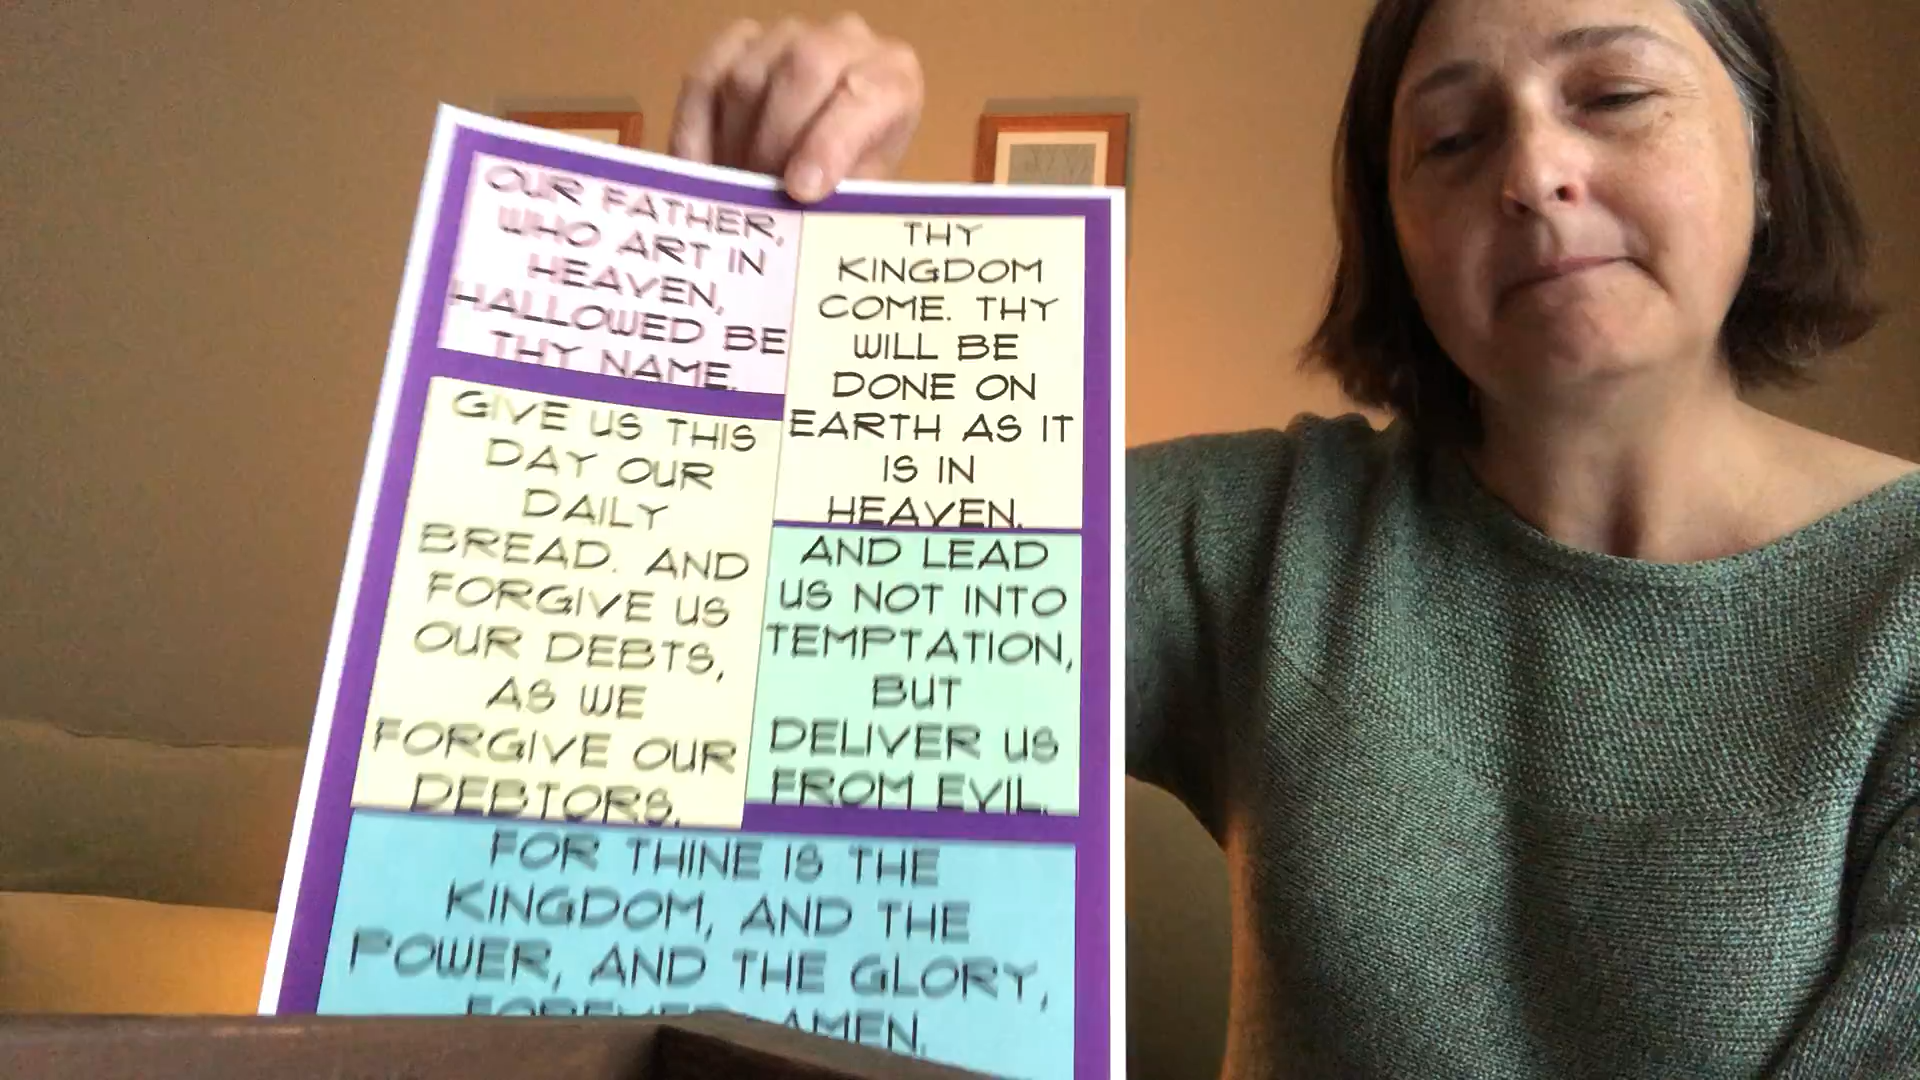 OUR FATHER,
WHO ART IN
HEAVEN,
HALLOWED BE
THY NAME.
THY
KINGDOM
COME. THY
WILL BE
DONE ON
EARTH AS IT
IS IN
HEAVEN.
GIVE US THIS
DAY OUR
DAILY
BREAD. AND
FORGIVE US
OUR DEBTS,
AS WE
FORGIVE OUR
DEBTORS.
AND LEAD
US NOT INTO
TEMPTATION,
BUT
DELIVER US
FROM EVIL.
FOR THINE IS THE
KINGDOM, AND THE
POWER, AND THE GLORY,
FOREVER. AMEN.